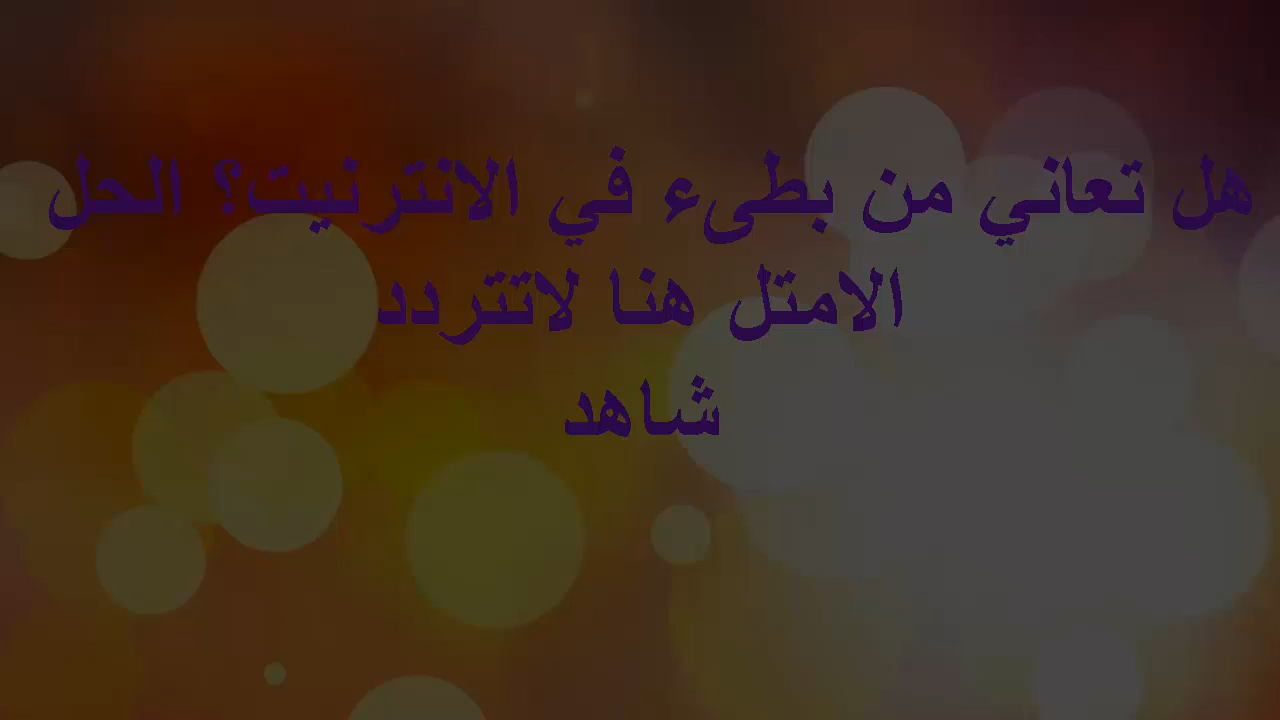 هل تعاني من بطىء في الانترنيت؟ الحل
الامتل هنا لاتتردد
شاهد